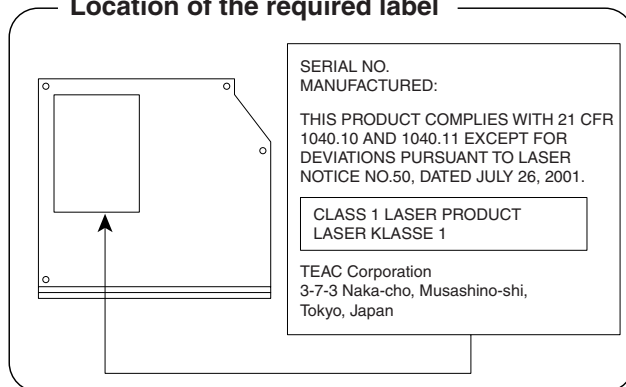 Location of the required label
SERIAL NO.
MANUFACTURED:
THIS PRODUCT COMPLIES WITH 21 CFR
1040.10 AND 1040.11 EXCEPT FOR
DEVIATIONS PURSUANT TO LASER
NOTICE NO.50, DATED JULY 26, 2001.
CLASS 1 LASER PRODUCT
LASER KLASSE 1
TEAC Corporation
3-7-3 Naka-cho, Musashino-shi,
Tokyo, Japan